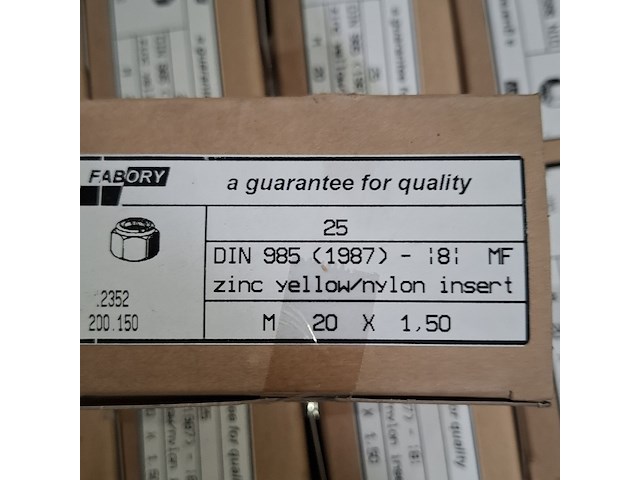 FABORY
a guarantee for quality
25
DIN 985 (1987) - |8| MF
zinc yellow/nylon insert
.2352
200.150
M 20 X 1,50